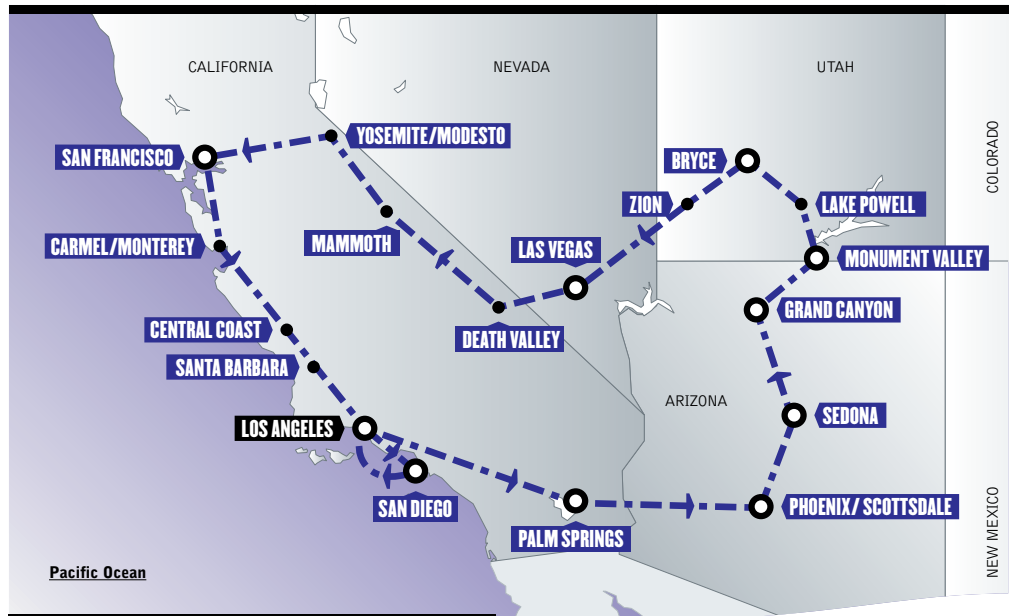 CALIFORNIA
NEVADA
UTAH
COLORADO
YOSEMITE/MODESTO
SAN FRANCISCO
BRYCE
ZION
LAKE POWELL
CARMEL/MONTEREY
MAMMOTH
LAS VEGAS
MONUMENT VALLEY
GRAND CANYON
CENTRAL COAST
DEATH VALLEY
SANTA BARBARA
ARIZONA
SEDONA
LOS ANGELES
SAN DIEGO
PHOENIX/ SCOTTSDALE
PALM SPRINGS
NEW MEXICO
Pacific Ocean